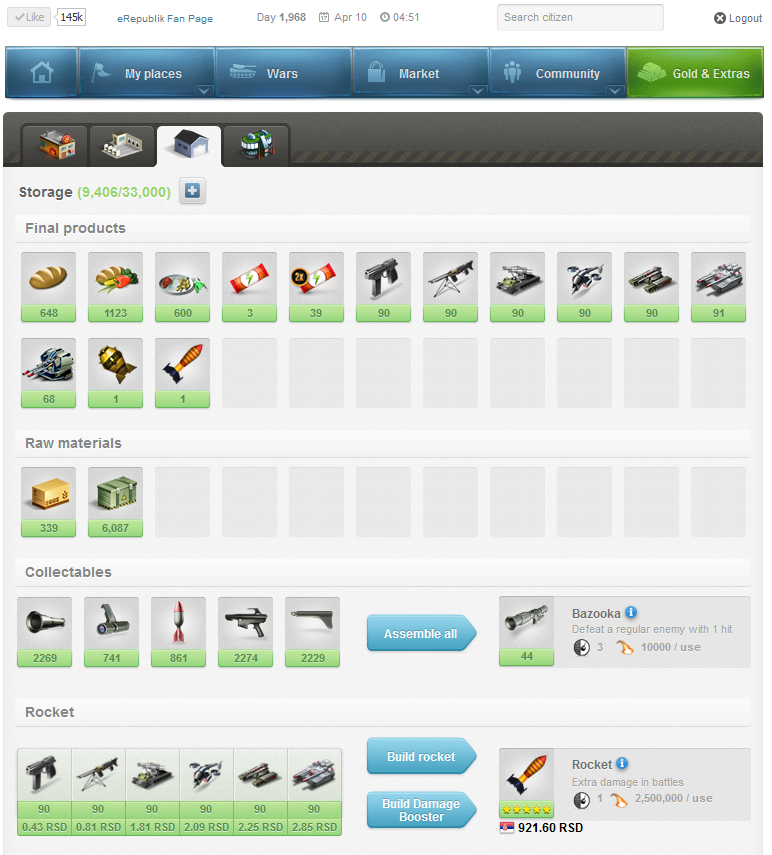 Like 145k eRepublik Fan Page Day 1,968 Apr 10 04:51 Search citizen Logout
My places Wars Market Community Gold & Extras
Storage (9,406/33,000)
Final products
2x
648 1123 600 3 39 90 90 90 90 90 91
68 1 1
Raw materials
339 6,087
Collectables
Bazooka
Defeat a regular enemy with 1 hit
Assemble all
3 10000 / use
2269 741 861 2274 2229 44
Rocket
Build rocket
Rocket
Extra damage in battles
1 2,500,000 / use
Build Damage
Booster
90 90 90 90 90 90
0.43 RSD 0.81 RSD 1.81 RSD 2.09 RSD 2.25 RSD 2.85 RSD
921.60 RSD